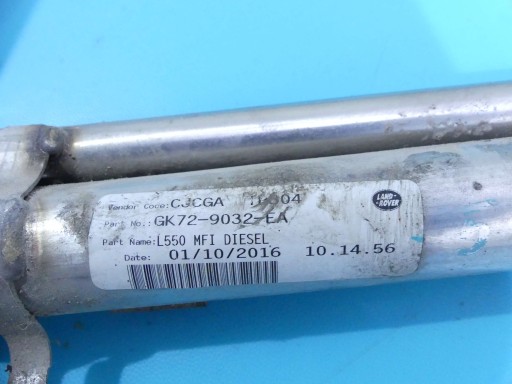 Vendor Code: CJCGA
Part No.: GK72-9032-EA
Part Name: L550 MFI DIESEL
Date: 01/10/2016 10.14.56
LAND-
ROVER